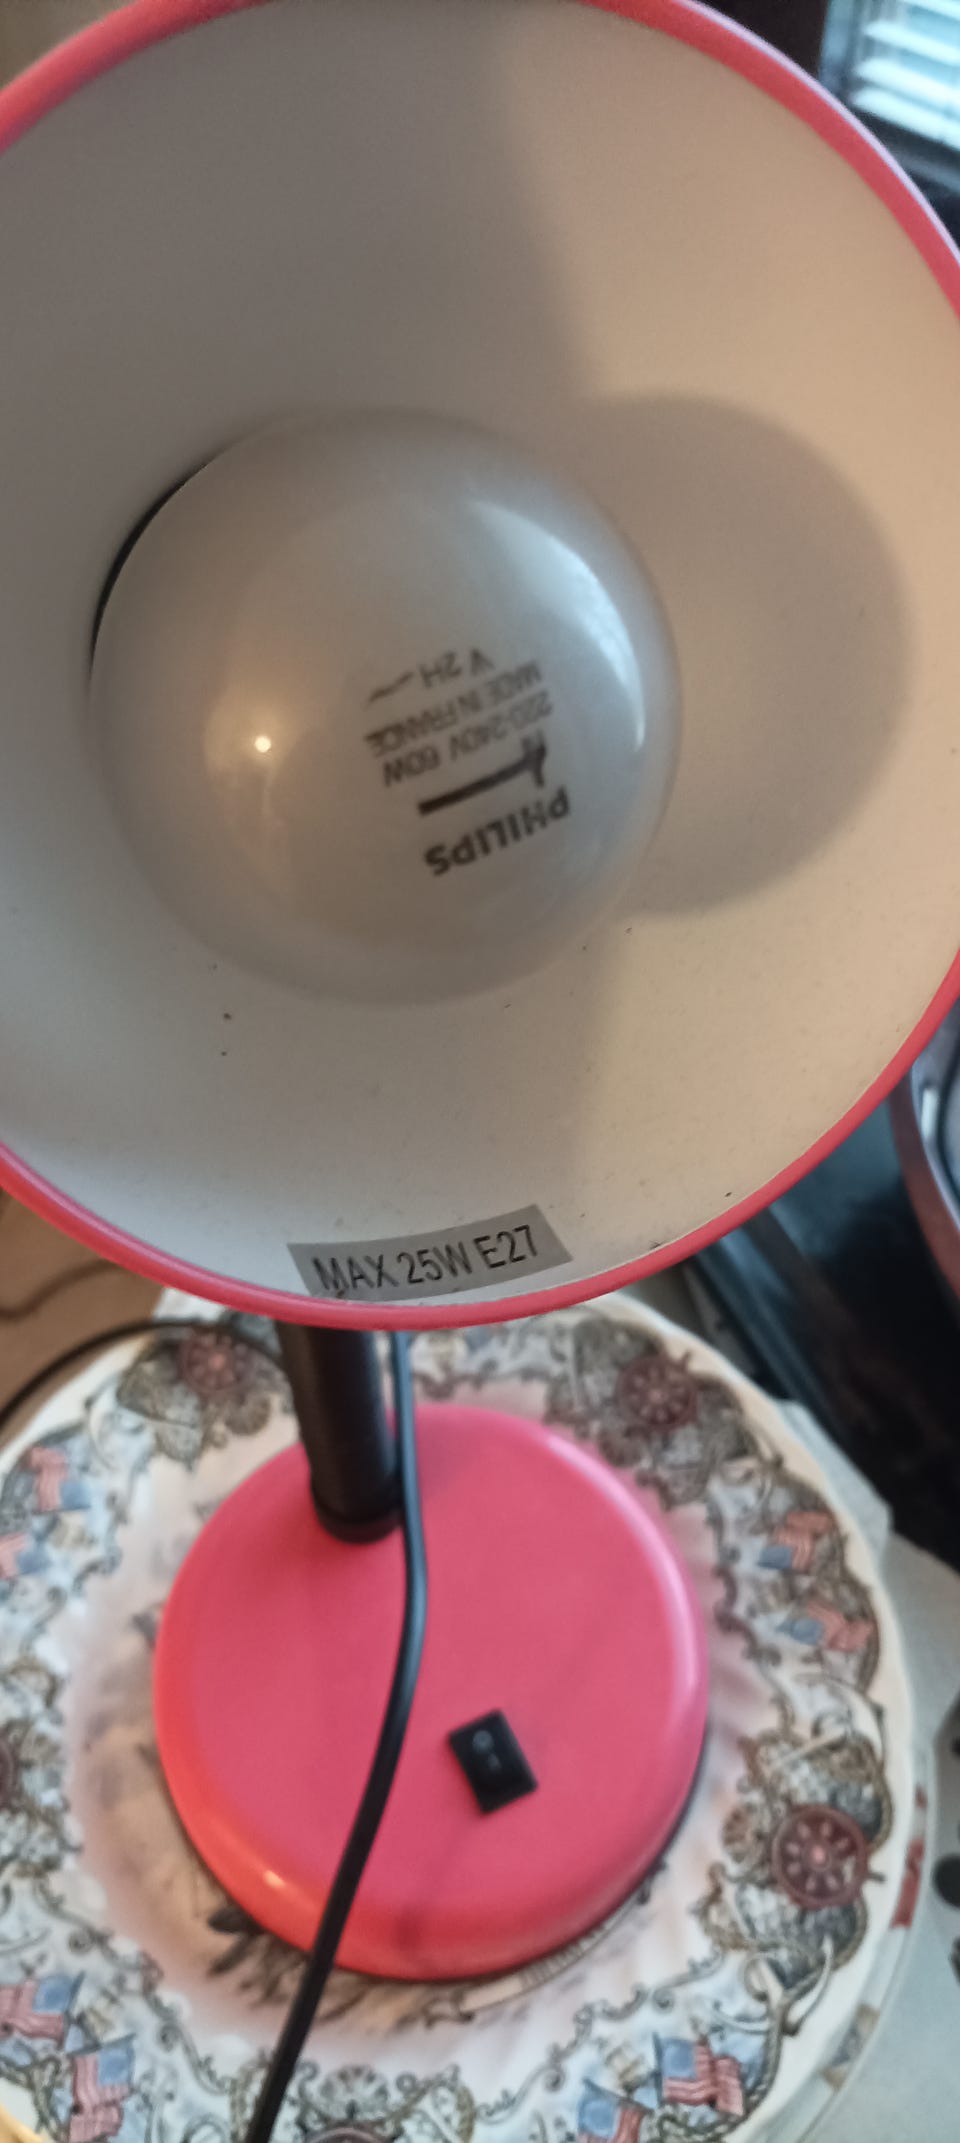 PHILIPS
220-240V 60W
MADE IN FRANCE
2H
MAX 25W E27